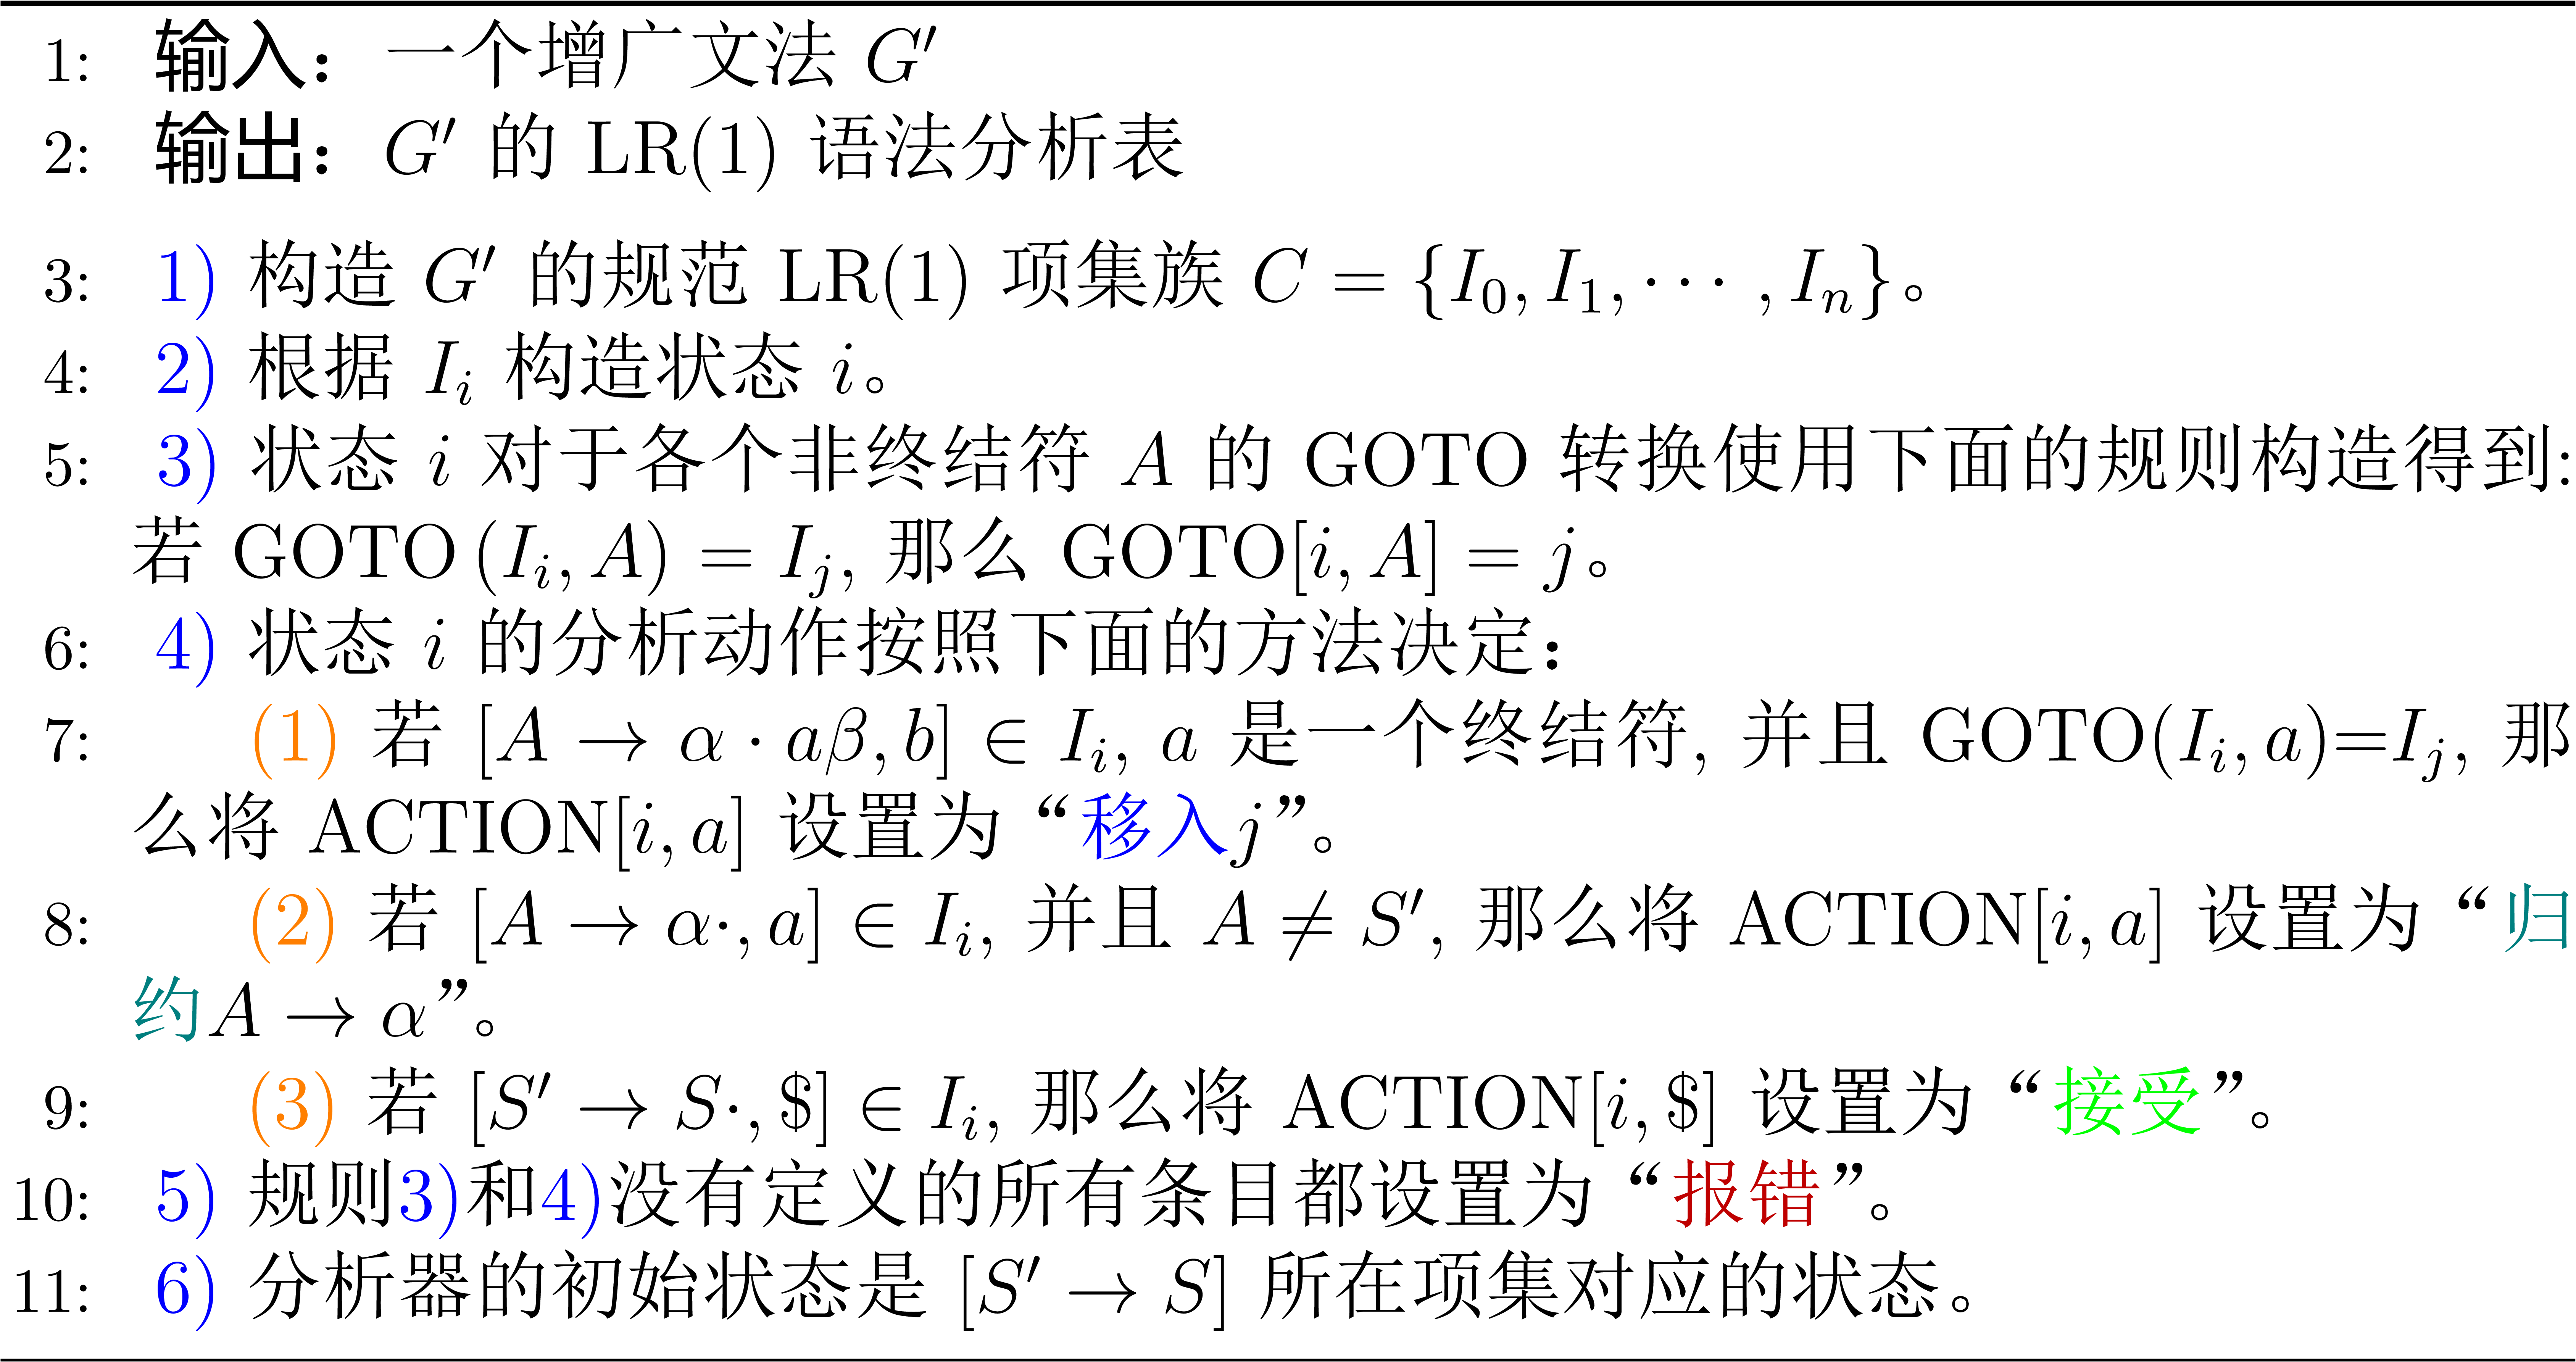 1: 输入：一个增广文法 G′
2: 输出：G′ 的 LR(1) 语法分析表
3: 1) 构造 G′ 的规范 LR(1) 项集族 C = {I₀, I₁, ⋯ , Iₙ}。
4: 2) 根据 Iᵢ 构造状态 i。
5: 3) 状态 i 对于各个非终结符 A 的 GOTO 转换使用下面的规则构造得到:
若 GOTO (Iᵢ, A) = Iⱼ, 那么 GOTO[i, A] = j。
6: 4) 状态 i 的分析动作按照下面的方法决定：
7: (1) 若 [A → α · aβ, b] ∈ Iᵢ, a 是一个终结符, 并且 GOTO(Iᵢ, a)=Iⱼ, 那
么将 ACTION[i, a] 设置为“移入j”。
8: (2) 若 [A → α·, a] ∈ Iᵢ, 并且 A ≠ S′, 那么将 ACTION[i, a] 设置为“归
约A → α”。
9: (3) 若 [S′ → S·, $] ∈ Iᵢ, 那么将 ACTION[i, $] 设置为“接受”。
10: 5) 规则3)和4)没有定义的所有条目都设置为“报错”。
11: 6) 分析器的初始状态是 [S′ → S] 所在项集对应的状态。